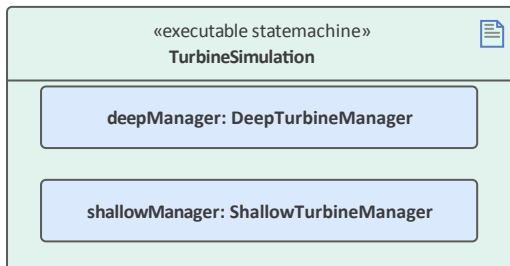 «executable statemachine»
TurbineSimulation
deepManager: DeepTurbineManager
shallowManager: ShallowTurbineManager